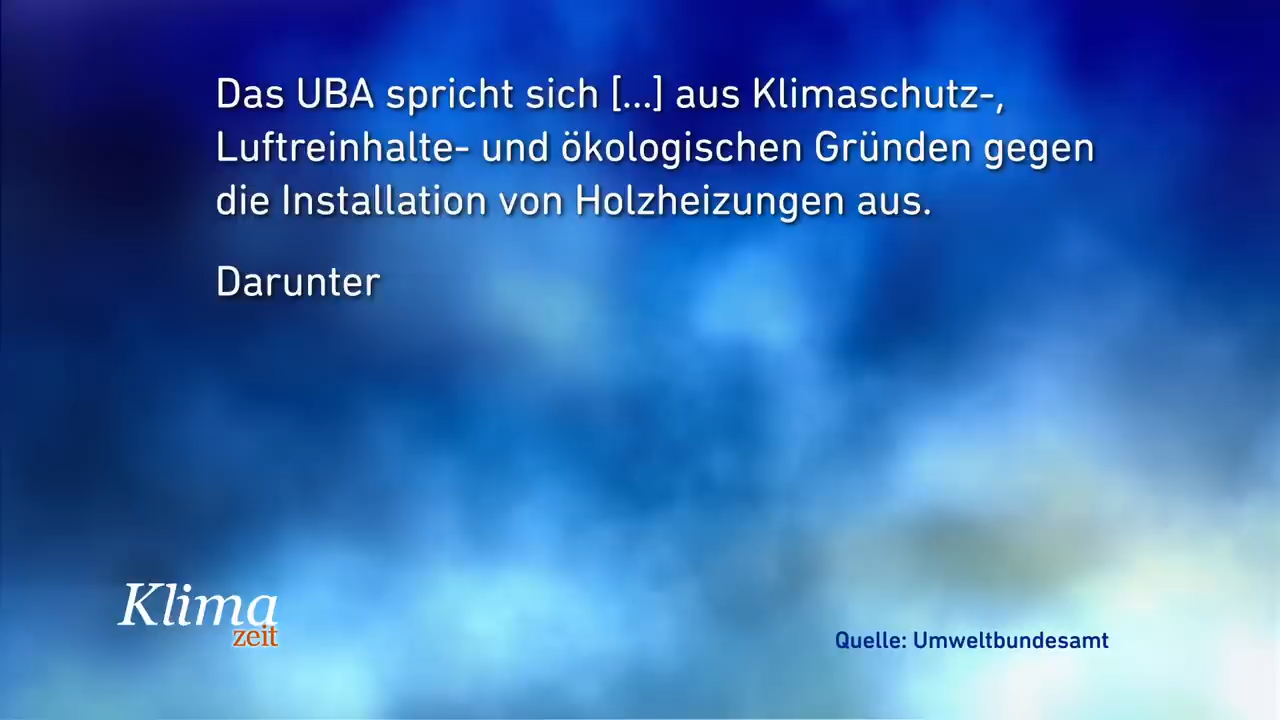 Das UBA spricht sich [...] aus Klimaschutz-,
Luftreinhalte- und ökologischen Gründen gegen
die Installation von Holzheizungen aus.
Darunter
Klima
zeit
Quelle: Umweltbundesamt